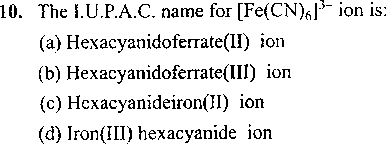 10. The I.U.P.A.C. name for [Fe(CN)₆]³⁻ ion is:
(a) Hexacyanidoferrate(II) ion
(b) Hexacyanidoferrate(III) ion
(c) Hexacyanideiron(II) ion
(d) Iron(III) hexacyanide ion